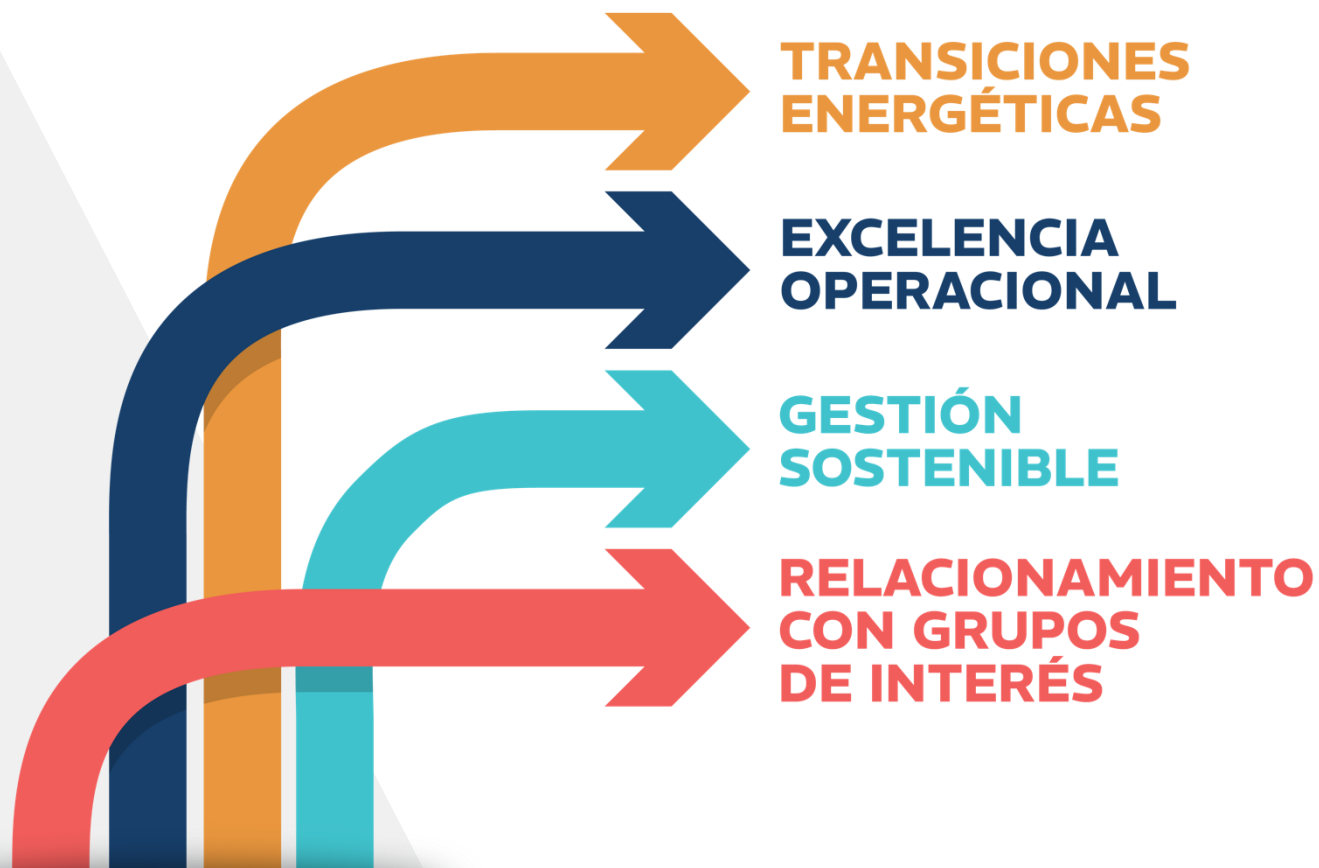 TRANSICIONES
ENERGÉTICAS
EXCELENCIA
OPERACIONAL
GESTIÓN
SOSTENIBLE
RELACIONAMIENTO
CON GRUPOS
DE INTERÉS